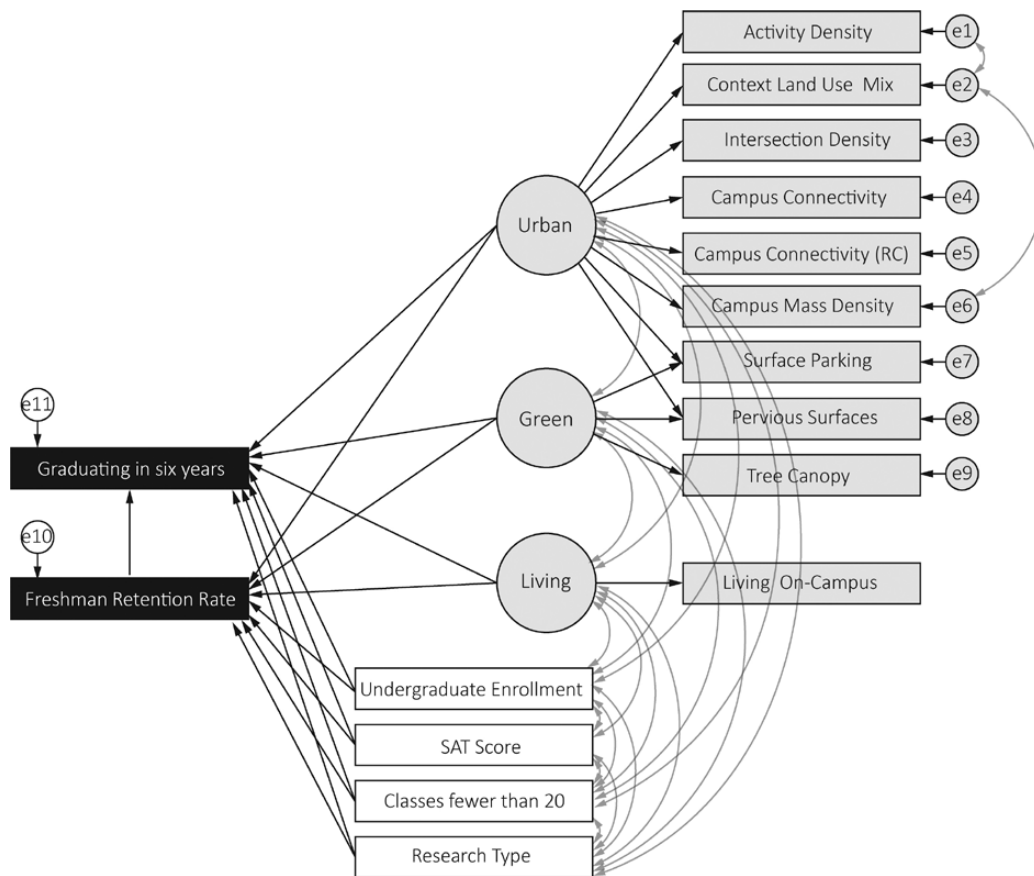 Activity Density
e1
Context Land Use Mix
e2
Intersection Density
e3
Campus Connectivity
e4
Urban
Campus Connectivity (RC)
e5
Campus Mass Density
e6
Surface Parking
e7
e11
Green
Pervious Surfaces
e8
Graduating in six years
Tree Canopy
e9
e10
Living
Living On-Campus
Freshman Retention Rate
Undergraduate Enrollment
SAT Score
Classes fewer than 20
Research Type